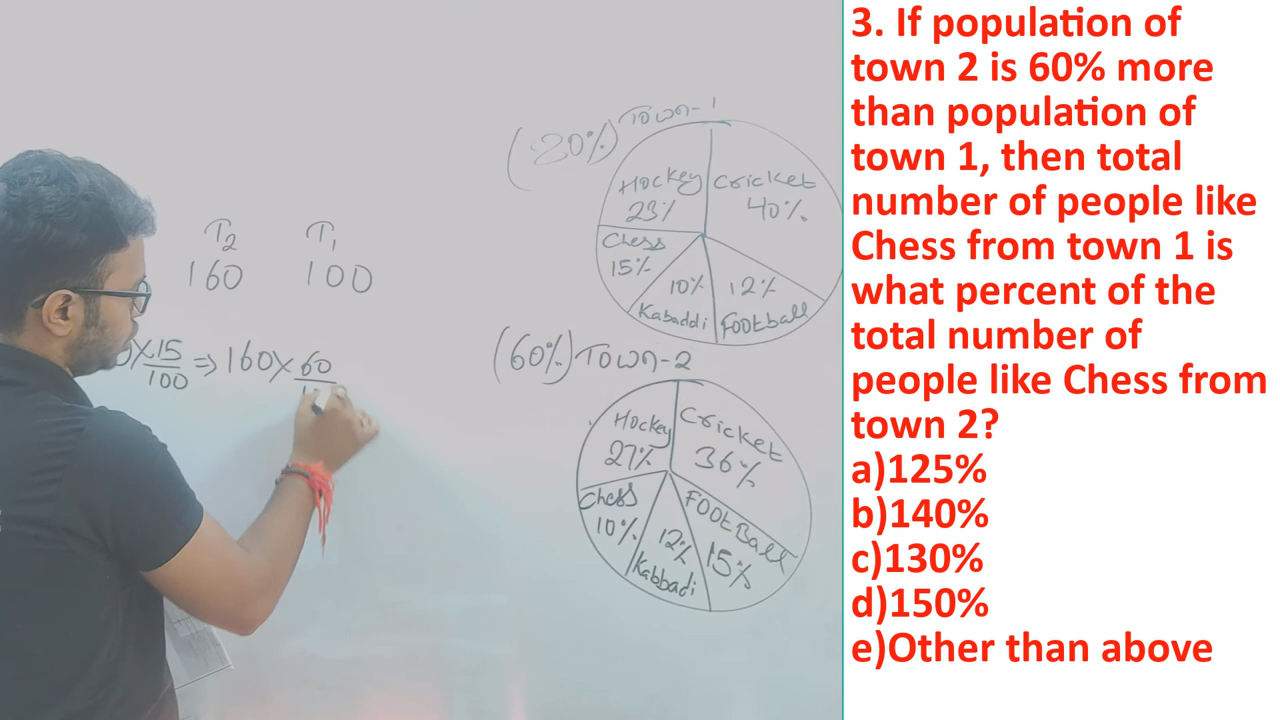 3. If population of
town 2 is 60% more
than population of
town 1, then total
number of people like
Chess from town 1 is
what percent of the
total number of
people like Chess from
town 2?
a)125%
b)140%
c)130%
d)150%
e)Other than above
T₂ T₁
160 100
15/100 ⇒ 160 × 60
(20%) Town-1
Hockey
23%
Cricket
40%
Chess
15%
10%
Kabaddi
12%
Football
(60%) Town-2
Hockey
27%
Cricket
36%
Chess
10%
12%
Kabbadi
FOOTBall
15%